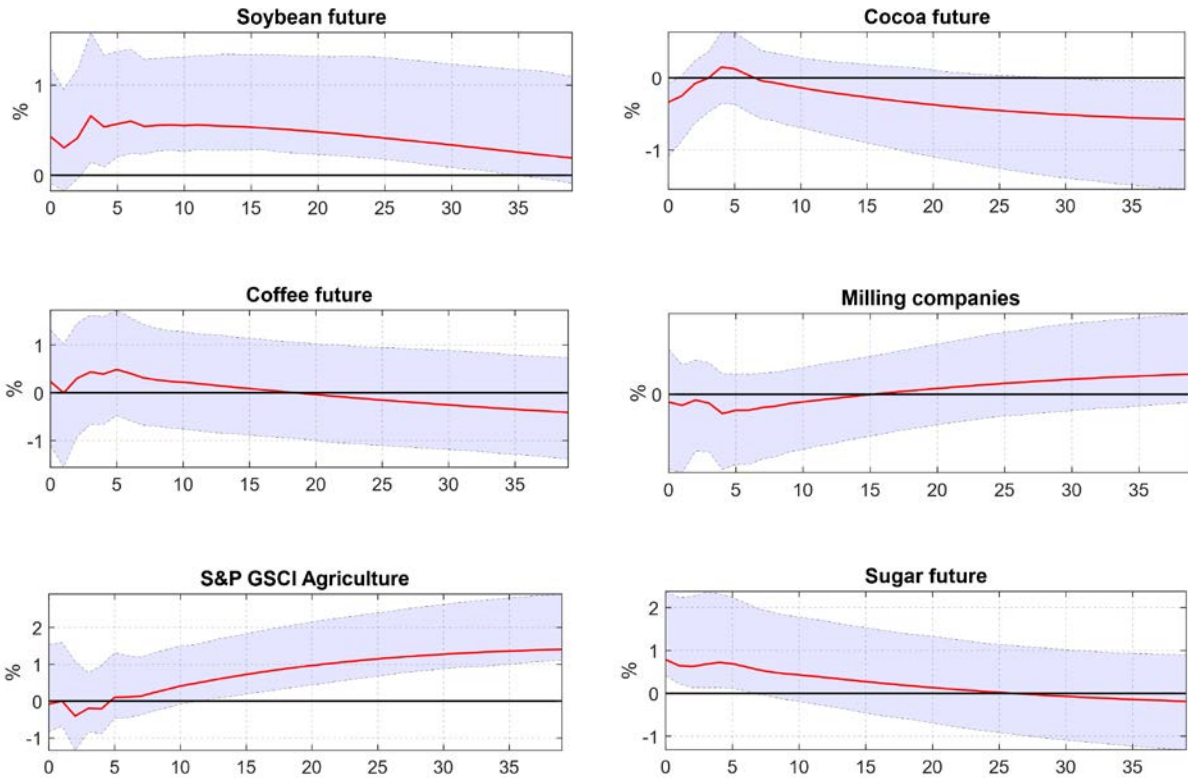 Soybean future
1
%
0
0 5 10 15 20 25 30 35
Cocoa future
0
%
-1
0 5 10 15 20 25 30 35
Coffee future
1
%
0
-1
0 5 10 15 20 25 30 35
Milling companies
%
0
0 5 10 15 20 25 30 35
S&P GSCI Agriculture
2
%
1
0
-1
0 5 10 15 20 25 30 35
Sugar future
2
%
1
0
-1
0 5 10 15 20 25 30 35